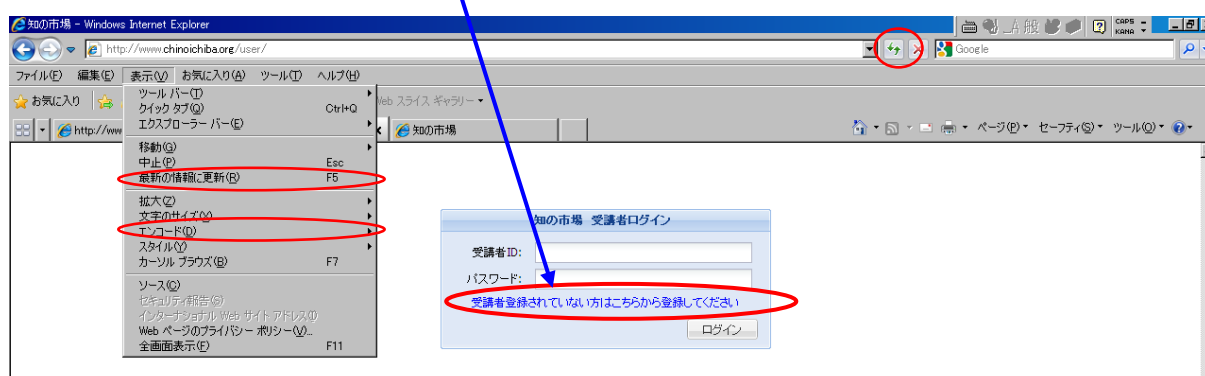 知の市場 - Windows Internet Explorer
A 般
CAPS
KANA
http://www.chinoichiba.org/user/
Google
ファイル(F) 編集(E) 表示(V) お気に入り(A) ツール(T) ヘルプ(H)
お気に入り
Web スライス ギャラリー
http://www
知の市場
ページ(P) セーフティ(S) ツール(O)
ツール バー(T)
クイック タブ(Q) Ctrl+Q
エクスプローラー バー(E)
移動(G)
中止(P) Esc
最新の情報に更新(R) F5
拡大(Z)
文字のサイズ(X)
エンコード(D)
スタイル(Y)
カーソル ブラウズ(B) F7
ソース(C)
セキュリティ報告(S)
インターナショナル Web サイト アドレス(I)
Web ページのプライバシー ポリシー(V)...
全画面表示(F) F11
知の市場 受講者ログイン
受講者ID:
パスワード:
受講者登録されていない方はこちらから登録してください
ログイン